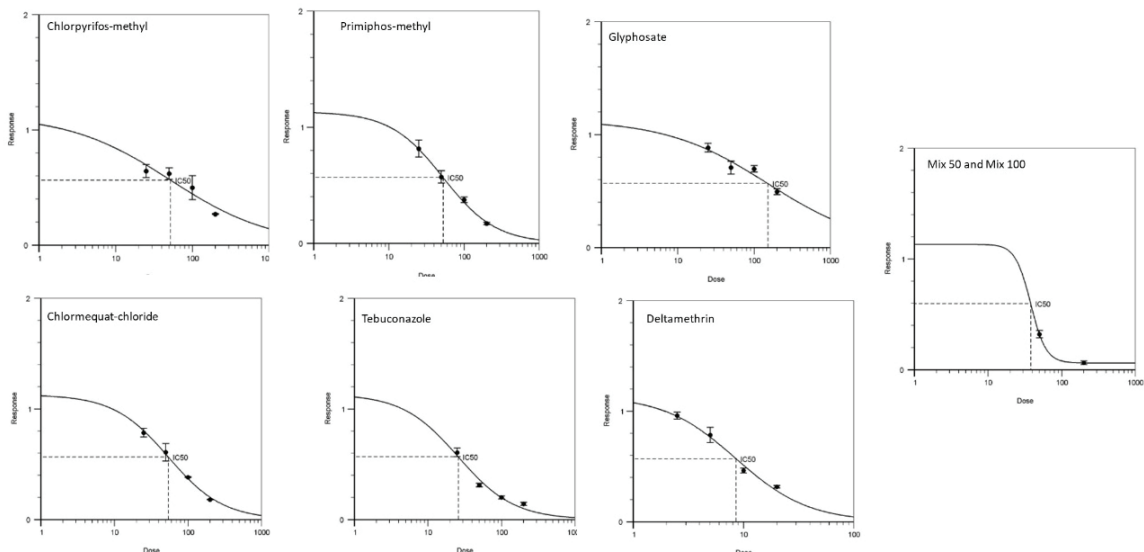 Chlorpyrifos-methyl
2
1
0
Response
IC50
1
10
100
10
Primiphos-methyl
2
1
0
Response
IC50
1
10
100
1000
Dose
Glyphosate
2
1
0
Response
IC50
1
10
100
1000
Dose
Mix 50 and Mix 100
2
1
0
Response
IC50
1
10
100
1000
Dose
Chlormequat-chloride
2
1
0
Response
IC50
1
10
100
1000
Dose
Tebuconazole
2
1
0
Response
IC50
1
10
100
1000
Dose
Deltamethrin
2
1
0
Response
IC50
1
10
100
Dose